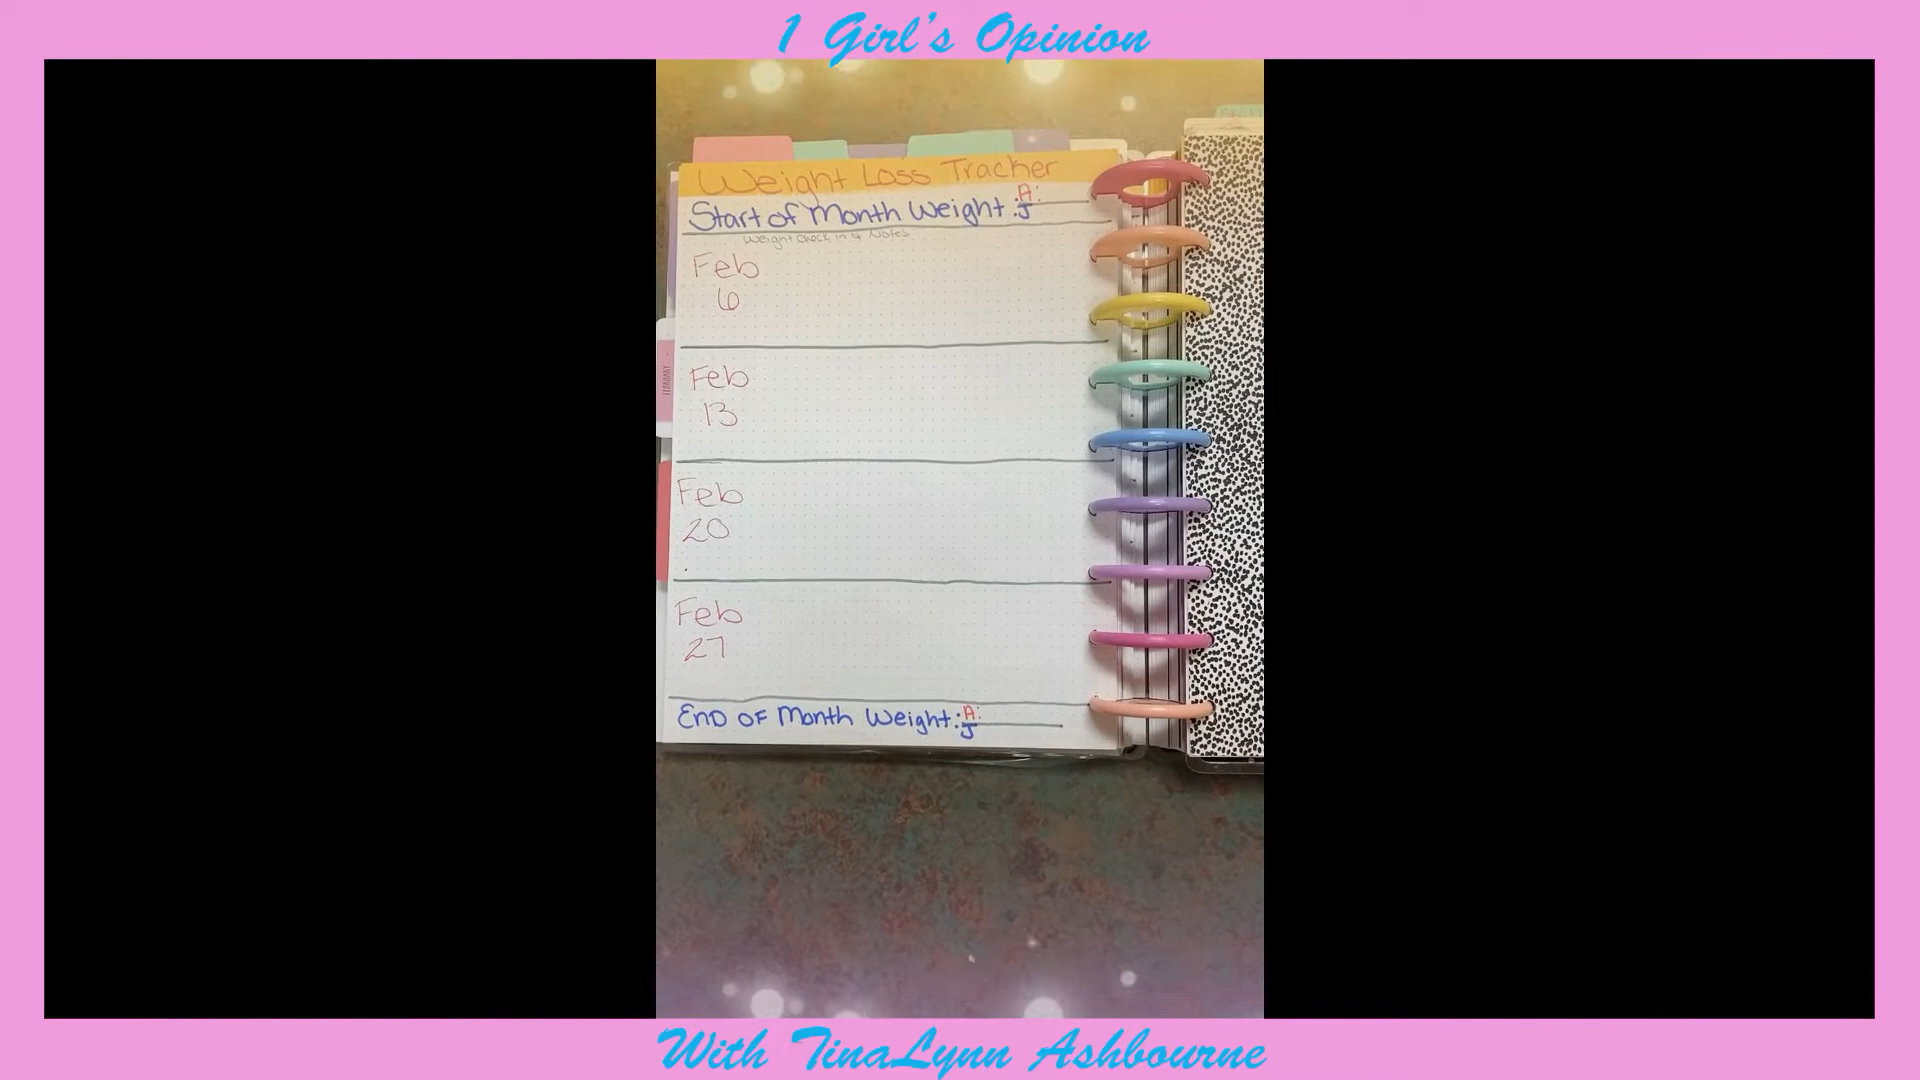 1 Girl's Opinion
Weight Loss Tracker
Start of Month Weight: A:
J
Weight Check in & Notes
Feb
6
Feb
13
Feb
20
Feb
27
End of Month Weight: A:
J
With TinaLynn Ashbourne